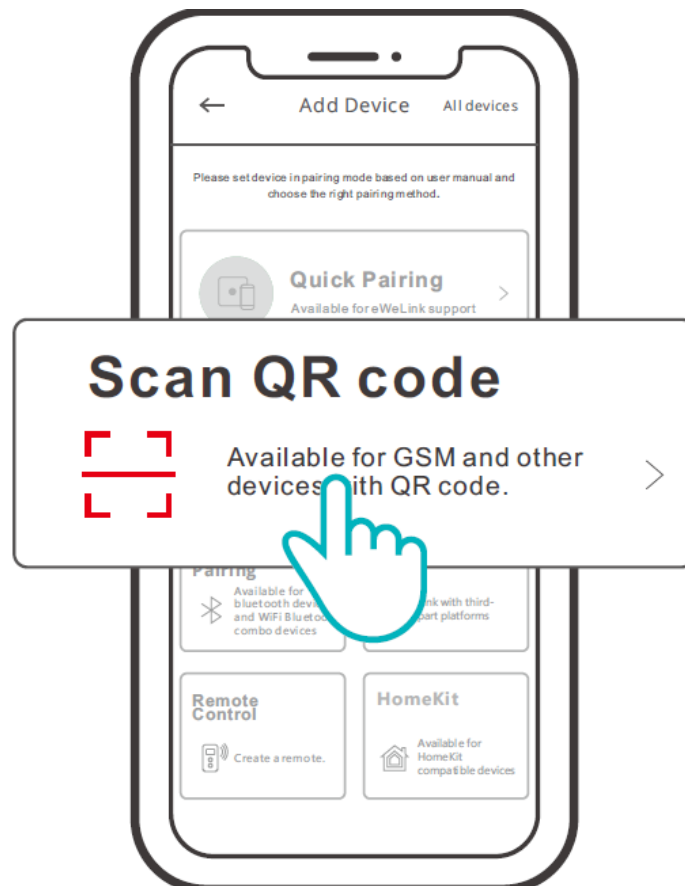 Add Device
All devices
Please set device in pairing mode based on user manual and
choose the right pairing method.
Quick Pairing
Available for eWeLink support
Scan QR code
Available for GSM and other
devices with QR code.
Pairing
Available for
bluetooth
and WiFi
combo devices
with third-
part platforms
Remote
Control
Create a remote.
HomeKit
Available for
HomeKit
compatible devices